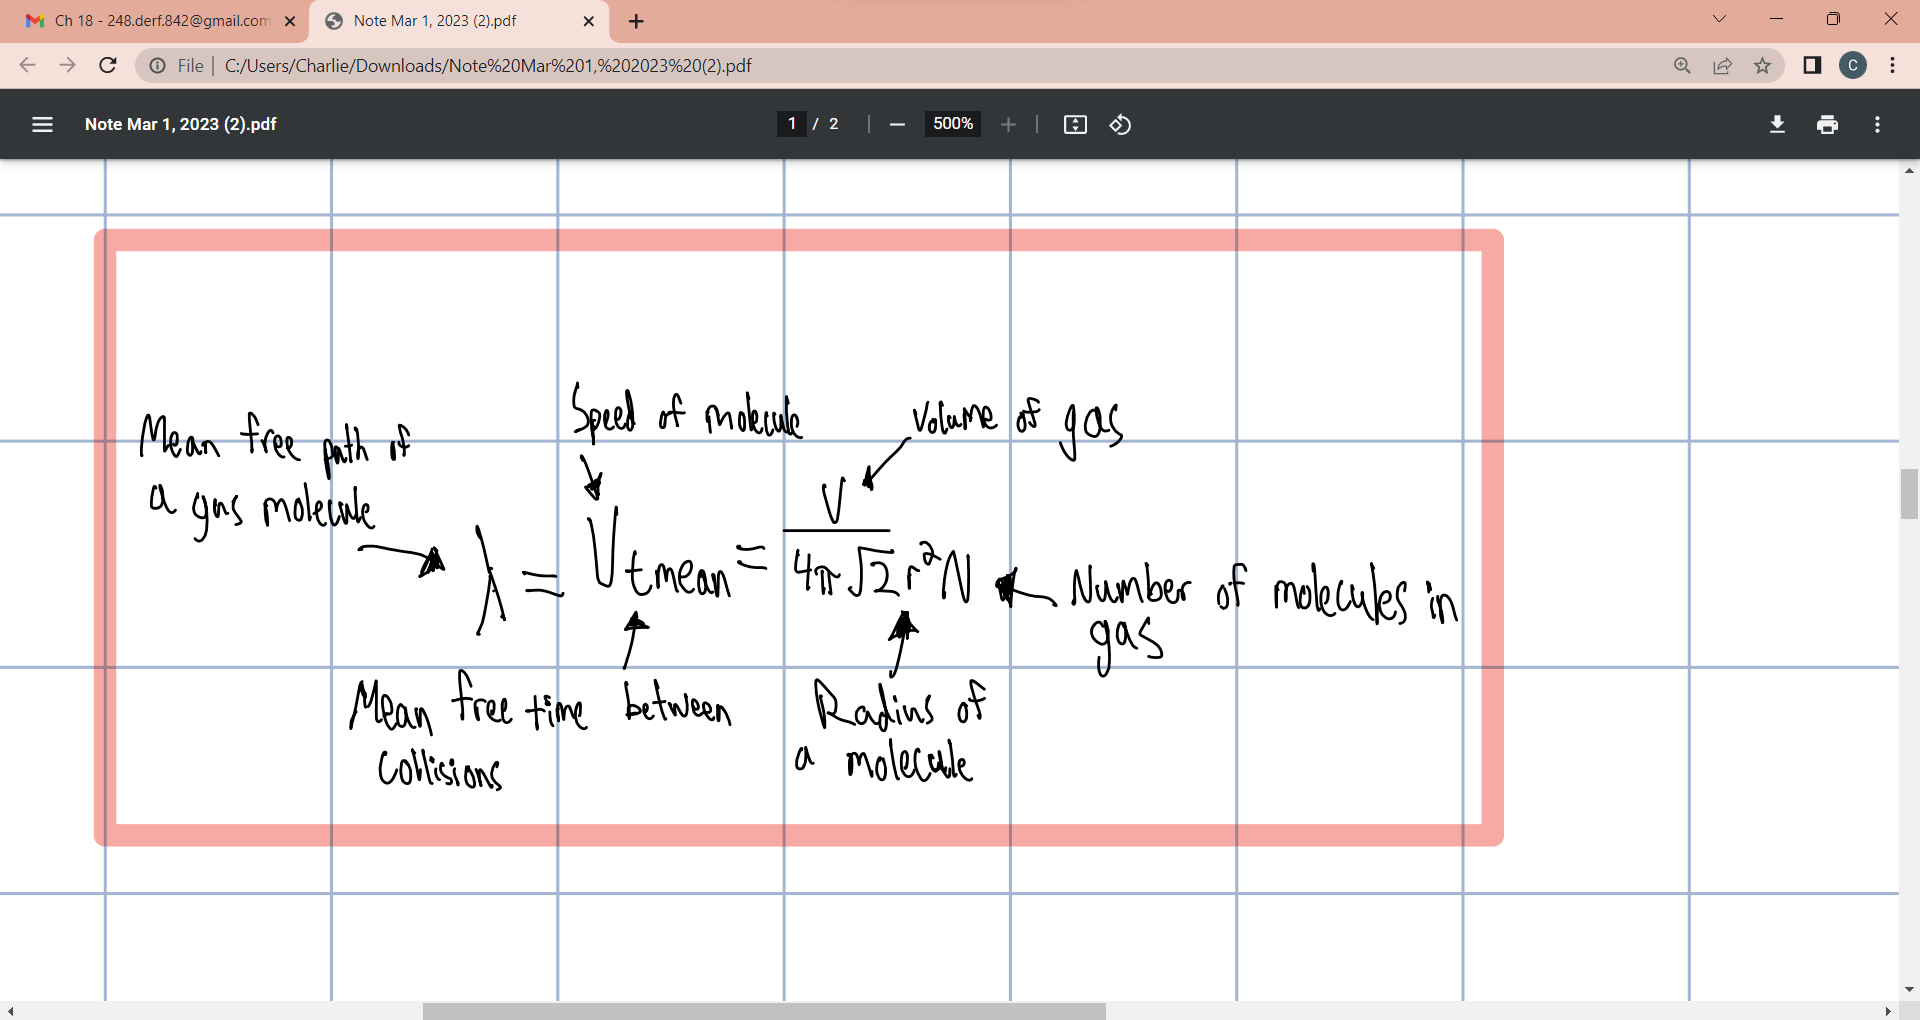 Ch 18 - 248.derf.842@gmail.com
Note Mar 1, 2023 (2).pdf
File | C:/Users/Charlie/Downloads/Note%20Mar%201,%202023%20(2).pdf
C
Note Mar 1, 2023 (2).pdf
1 / 2
500%
Speed of molecule
Volume of gas
Mean free path of
a gas molecule
λ = Vtmean = V / 4π√2 r²N
Number of molecules in
gas
Mean free time between
collisions
Radius of
a molecule